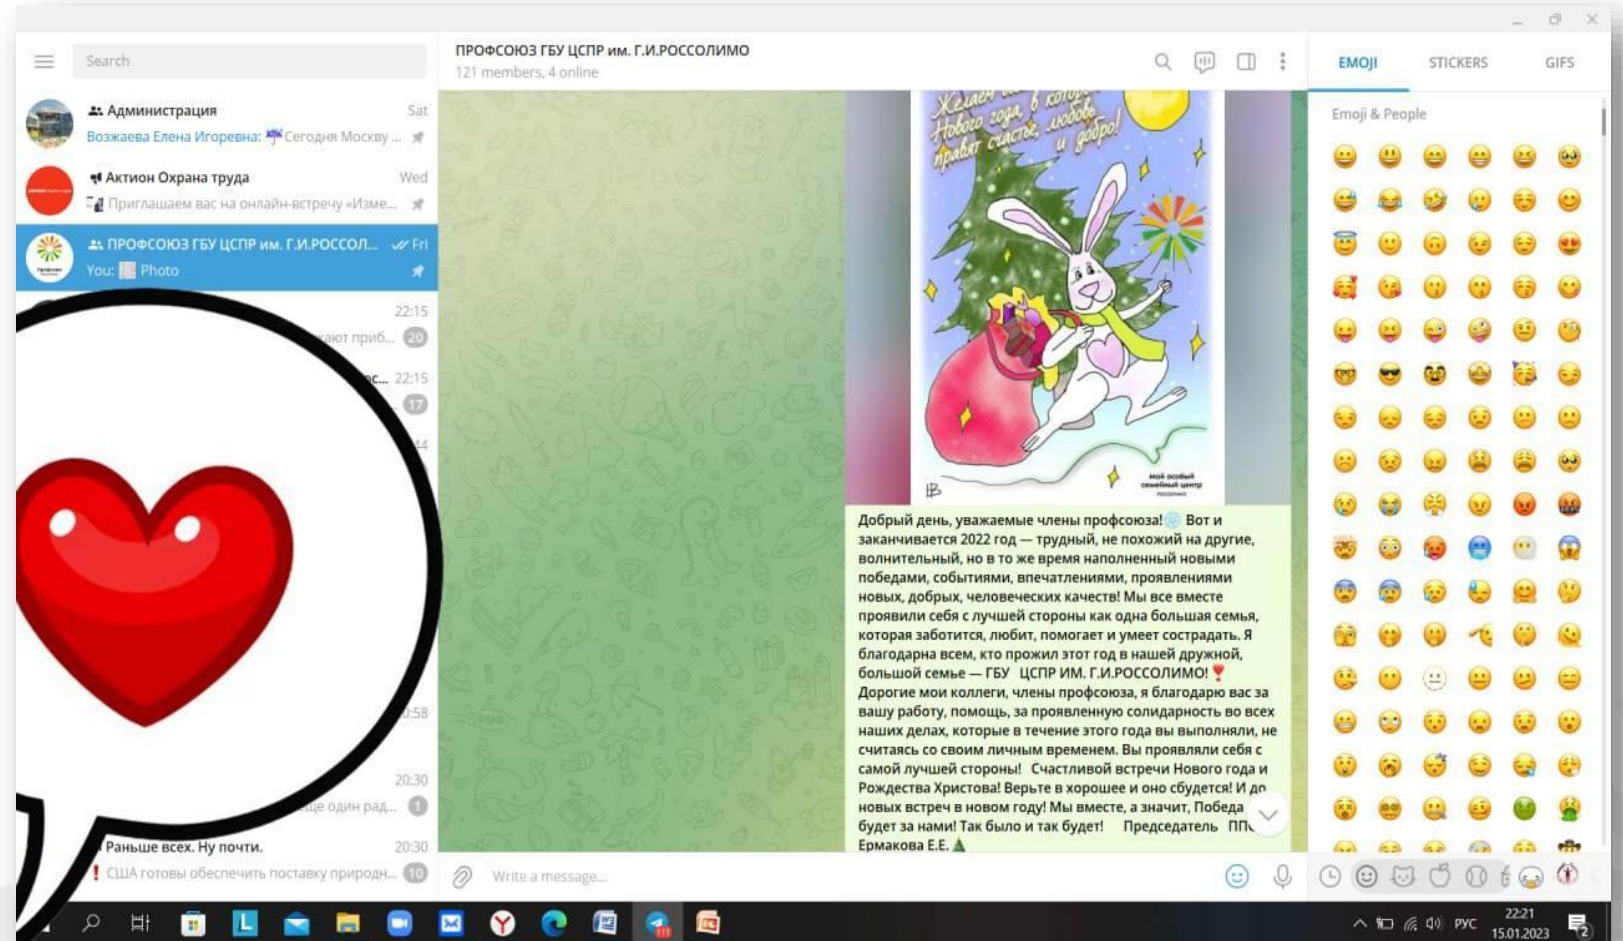 Search
Администрация
Sat
Возжаева Елена Игоревна: Сегодня Москву ...
Актион Охрана труда
Wed
Приглашаем вас на онлайн-встречу «Изме...
ПРОФСОЮЗ ГБУ ЦСПР им. Г.И.РОССОЛ...
Fri
You: Photo
22:15
приб...
20
22:15
17
20:30
один рад...
1
Раньше всех. Ну почти.
20:30
США готовы обеспечить поставку природн...
10
ПРОФСОЮЗ ГБУ ЦСПР им. Г.И.РОССОЛИМО
121 members, 4 online
Желаем
Нового года, в котором
правят счастье, любовь
и добро!
мой особый
семейный центр
россолимо
Добрый день, уважаемые члены профсоюза! Вот и
заканчивается 2022 год — трудный, не похожий на другие,
волнительный, но в то же время наполненный новыми
победами, событиями, впечатлениями, проявлениями
новых, добрых, человеческих качеств! Мы все вместе
проявили себя с лучшей стороны как одна большая семья,
которая заботится, любит, помогает и умеет сострадать. Я
благодарна всем, кто прожил этот год в нашей дружной,
большой семье — ГБУ ЦСПР ИМ. Г.И.РОССОЛИМО!
Дорогие мои коллеги, члены профсоюза, я благодарю вас за
вашу работу, помощь, за проявленную солидарность во всех
наших делах, которые в течение этого года вы выполняли, не
считаясь со своим личным временем. Вы проявляли себя с
самой лучшей стороны! Счастливой встречи Нового года и
Рождества Христова! Верьте в хорошее и оно сбудется! И до
новых встреч в новом году! Мы вместе, а значит, Победа
будет за нами! Так было и так будет! Председатель
Ермакова Е.Е.
Write a message...
EMOJI
STICKERS
GIFS
Emoji & People
РУС
22:21
15.01.2023
2